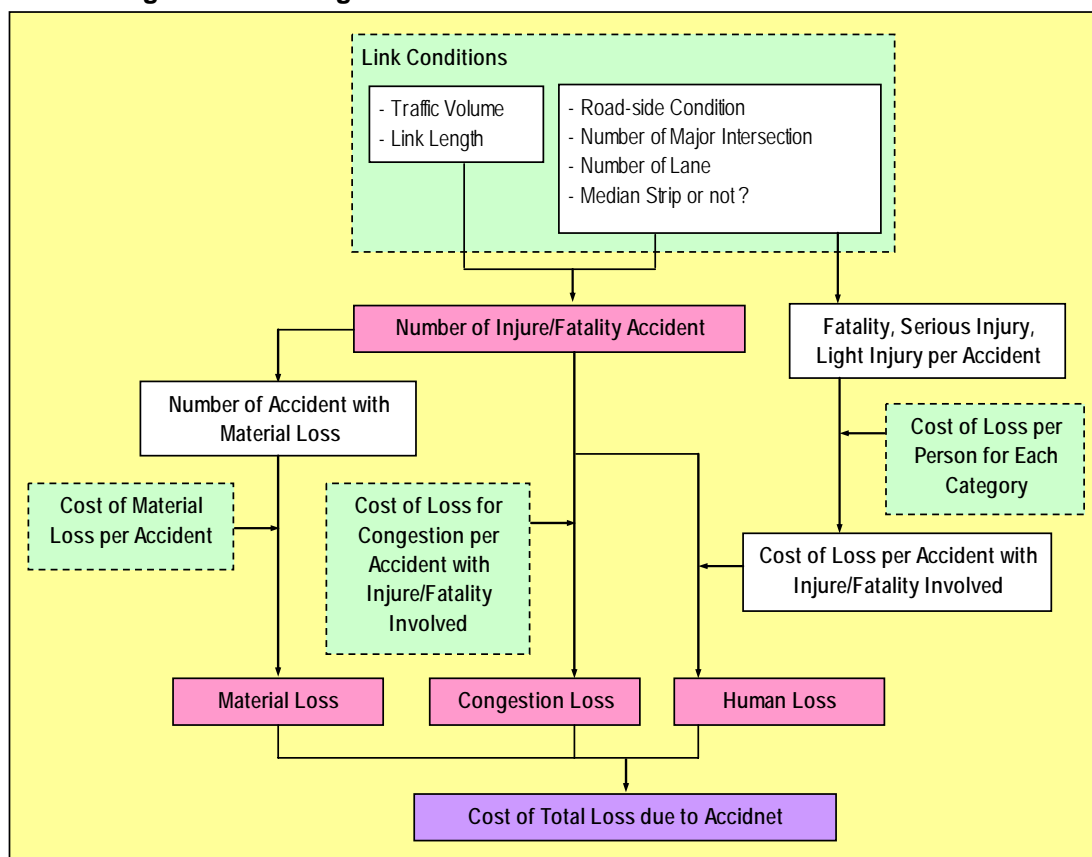 Link Conditions
- Traffic Volume
- Link Length
- Road-side Condition
- Number of Major Intersection
- Number of Lane
- Median Strip or not ?
Number of Injure/Fatality Accident
Fatality, Serious Injury,
Light Injury per Accident
Number of Accident with
Material Loss
Cost of Loss per
Person for Each
Category
Cost of Material
Loss per Accident
Cost of Loss for
Congestion per
Accident with
Injure/Fatality
Involved
Cost of Loss per Accident with
Injure/Fatality Involved
Material Loss
Congestion Loss
Human Loss
Cost of Total Loss due to Accidnet